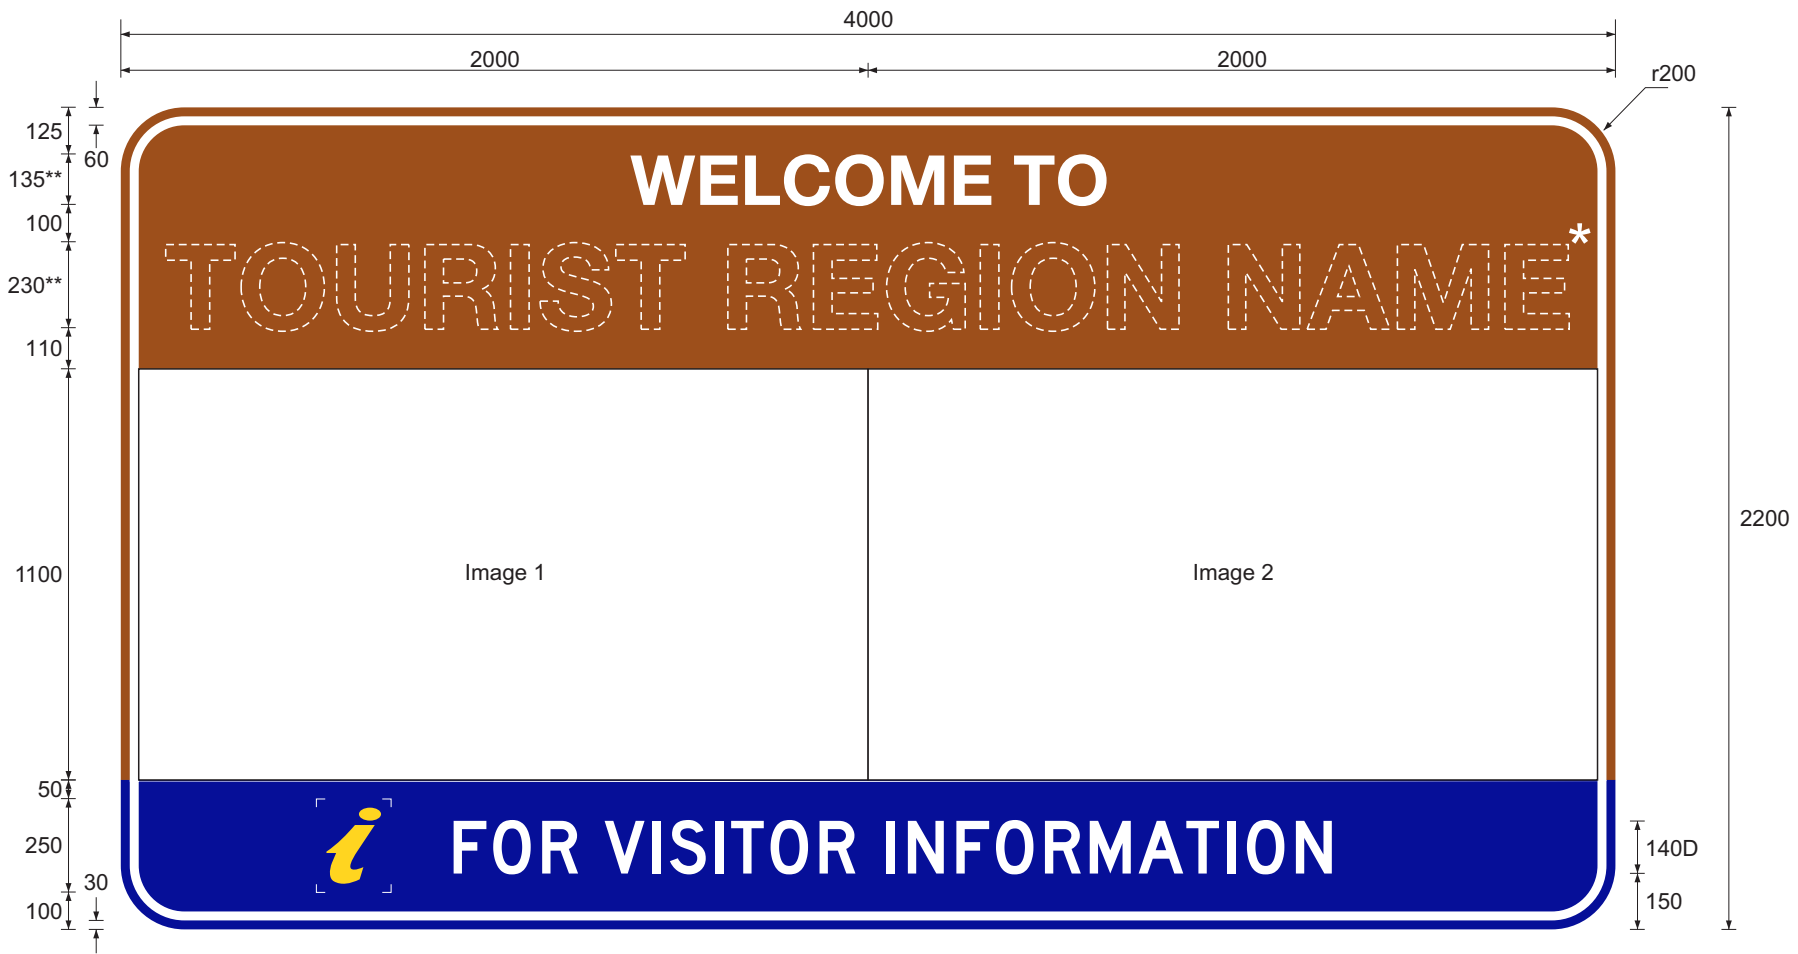 4000
2000 2000
r200
125
60
135**
WELCOME TO
100
TOURIST REGION NAME*
230**
110
2200
1100
Image 1 Image 2
50
250
i FOR VISITOR INFORMATION
140D
30
100
150